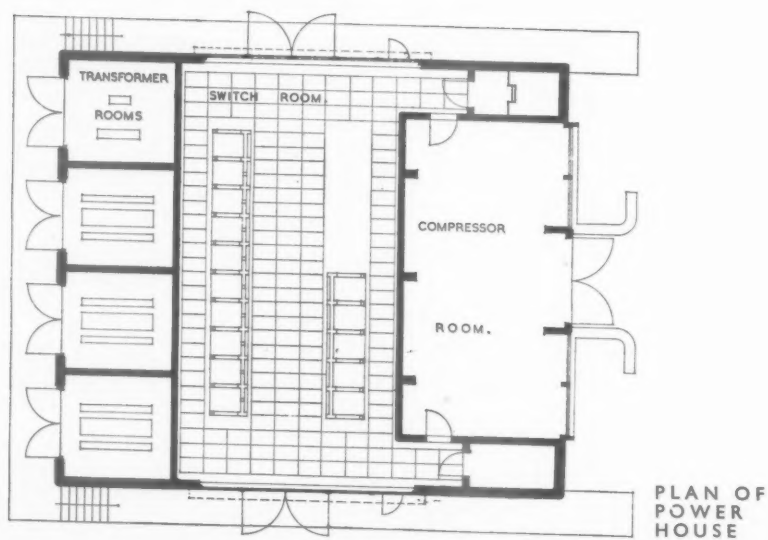 TRANSFORMER
ROOMS
SWITCH ROOM.
COMPRESSOR
ROOM.
PLAN OF
POWER
HOUSE